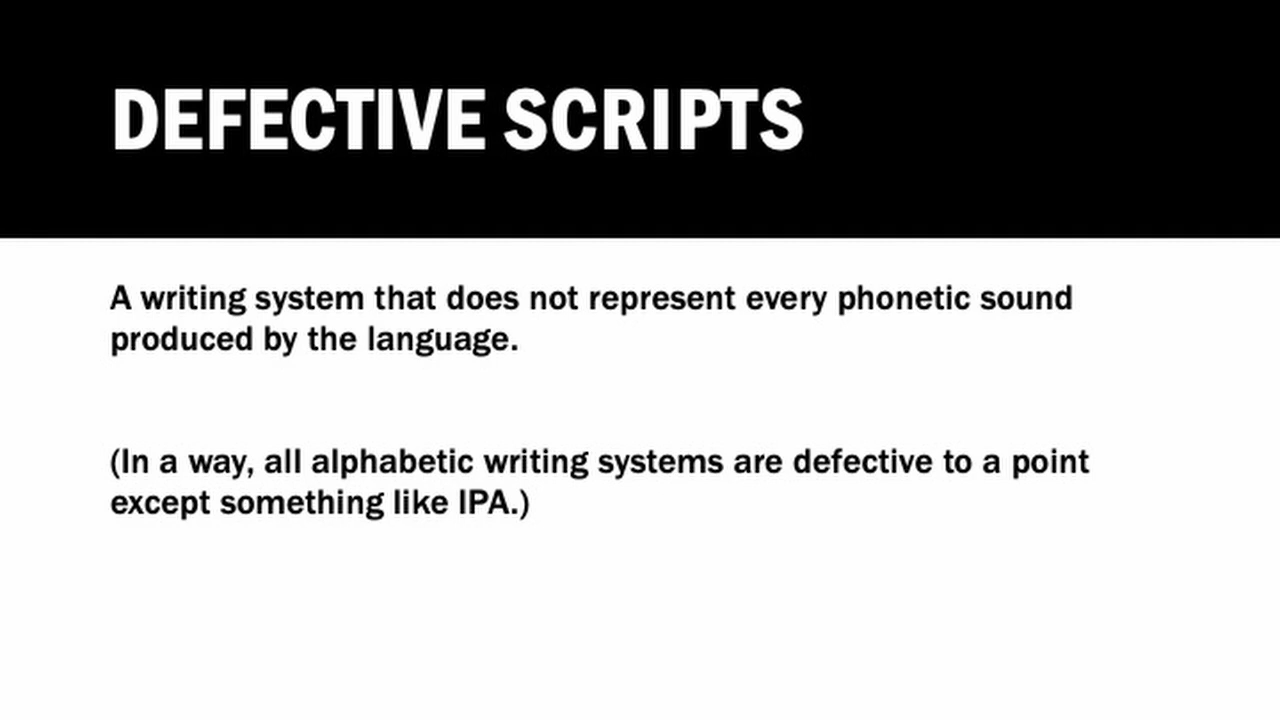 DEFECTIVE SCRIPTS
A writing system that does not represent every phonetic sound
produced by the language.
(In a way, all alphabetic writing systems are defective to a point
except something like IPA.)